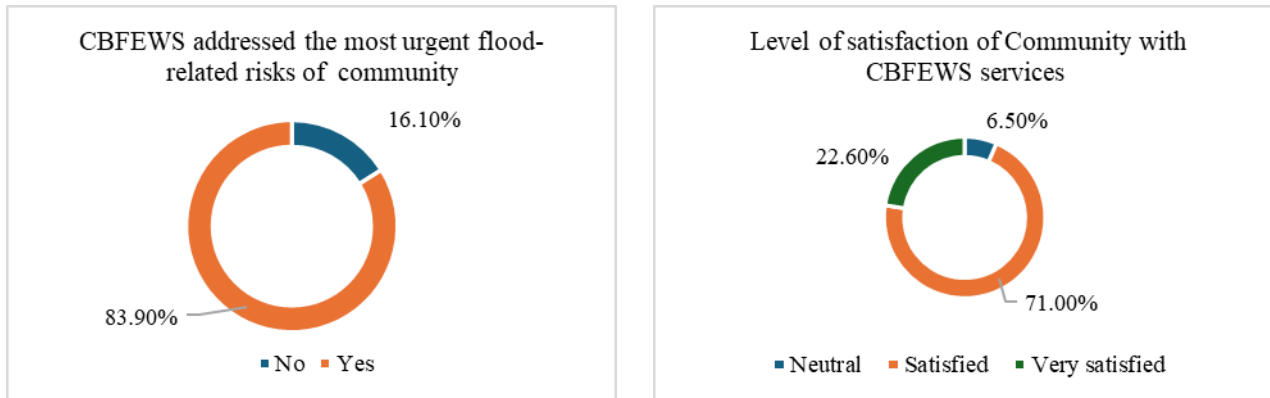 CBFEWS addressed the most urgent flood-
related risks of community
16.10%
83.90%
No Yes
Level of satisfaction of Community with
CBFEWS services
6.50%
22.60%
71.00%
Neutral Satisfied Very satisfied